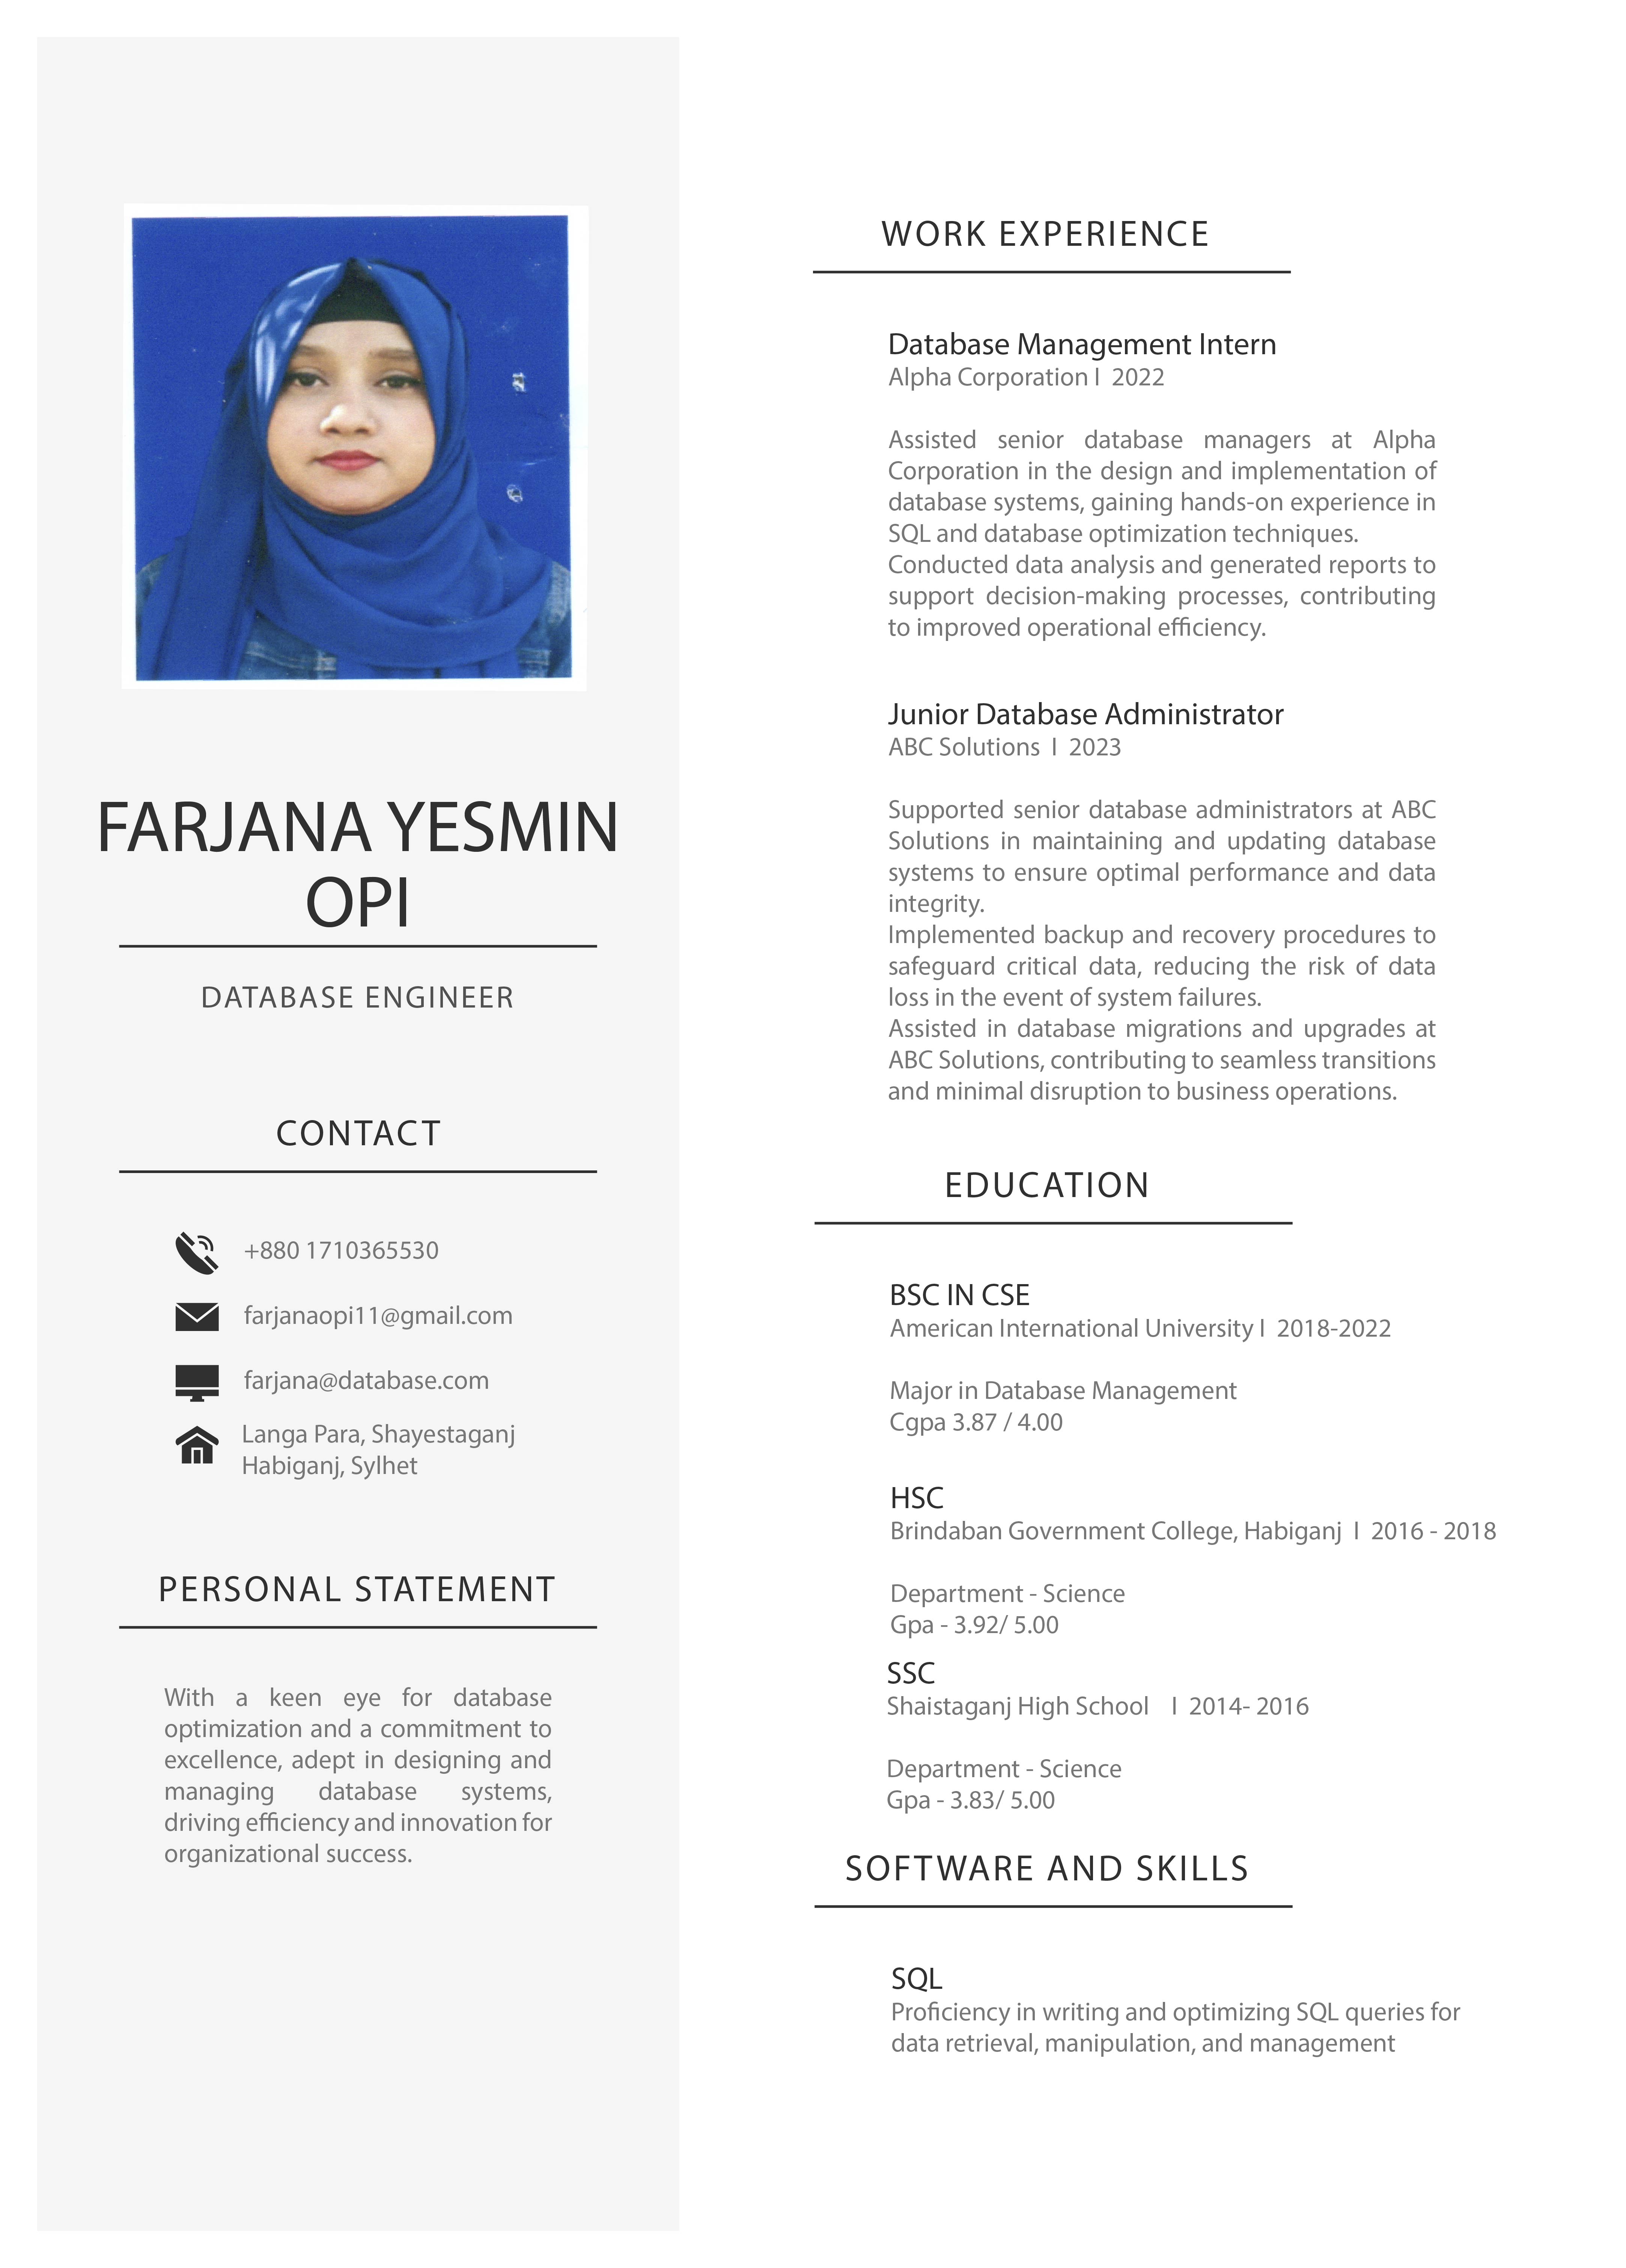 FARJANA YESMIN
OPI
DATABASE ENGINEER
CONTACT
+880 1710365530
farjanaopi11@gmail.com
farjana@database.com
Langa Para, Shayestaganj
Habiganj, Sylhet
PERSONAL STATEMENT
With a keen eye for database
optimization and a commitment to
excellence, adept in designing and
managing database systems,
driving efficiency and innovation for
organizational success.
WORK EXPERIENCE
Database Management Intern
Alpha Corporation I 2022
Assisted senior database managers at Alpha
Corporation in the design and implementation of
database systems, gaining hands-on experience in
SQL and database optimization techniques.
Conducted data analysis and generated reports to
support decision-making processes, contributing
to improved operational efficiency.
Junior Database Administrator
ABC Solutions I 2023
Supported senior database administrators at ABC
Solutions in maintaining and updating database
systems to ensure optimal performance and data
integrity.
Implemented backup and recovery procedures to
safeguard critical data, reducing the risk of data
loss in the event of system failures.
Assisted in database migrations and upgrades at
ABC Solutions, contributing to seamless transitions
and minimal disruption to business operations.
EDUCATION
BSC IN CSE
American International University I 2018-2022
Major in Database Management
Cgpa 3.87 / 4.00
HSC
Brindaban Government College, Habiganj I 2016 - 2018
Department - Science
Gpa - 3.92/ 5.00
SSC
Shaistaganj High School I 2014- 2016
Department - Science
Gpa - 3.83/ 5.00
SOFTWARE AND SKILLS
SQL
Proficiency in writing and optimizing SQL queries for
data retrieval, manipulation, and management